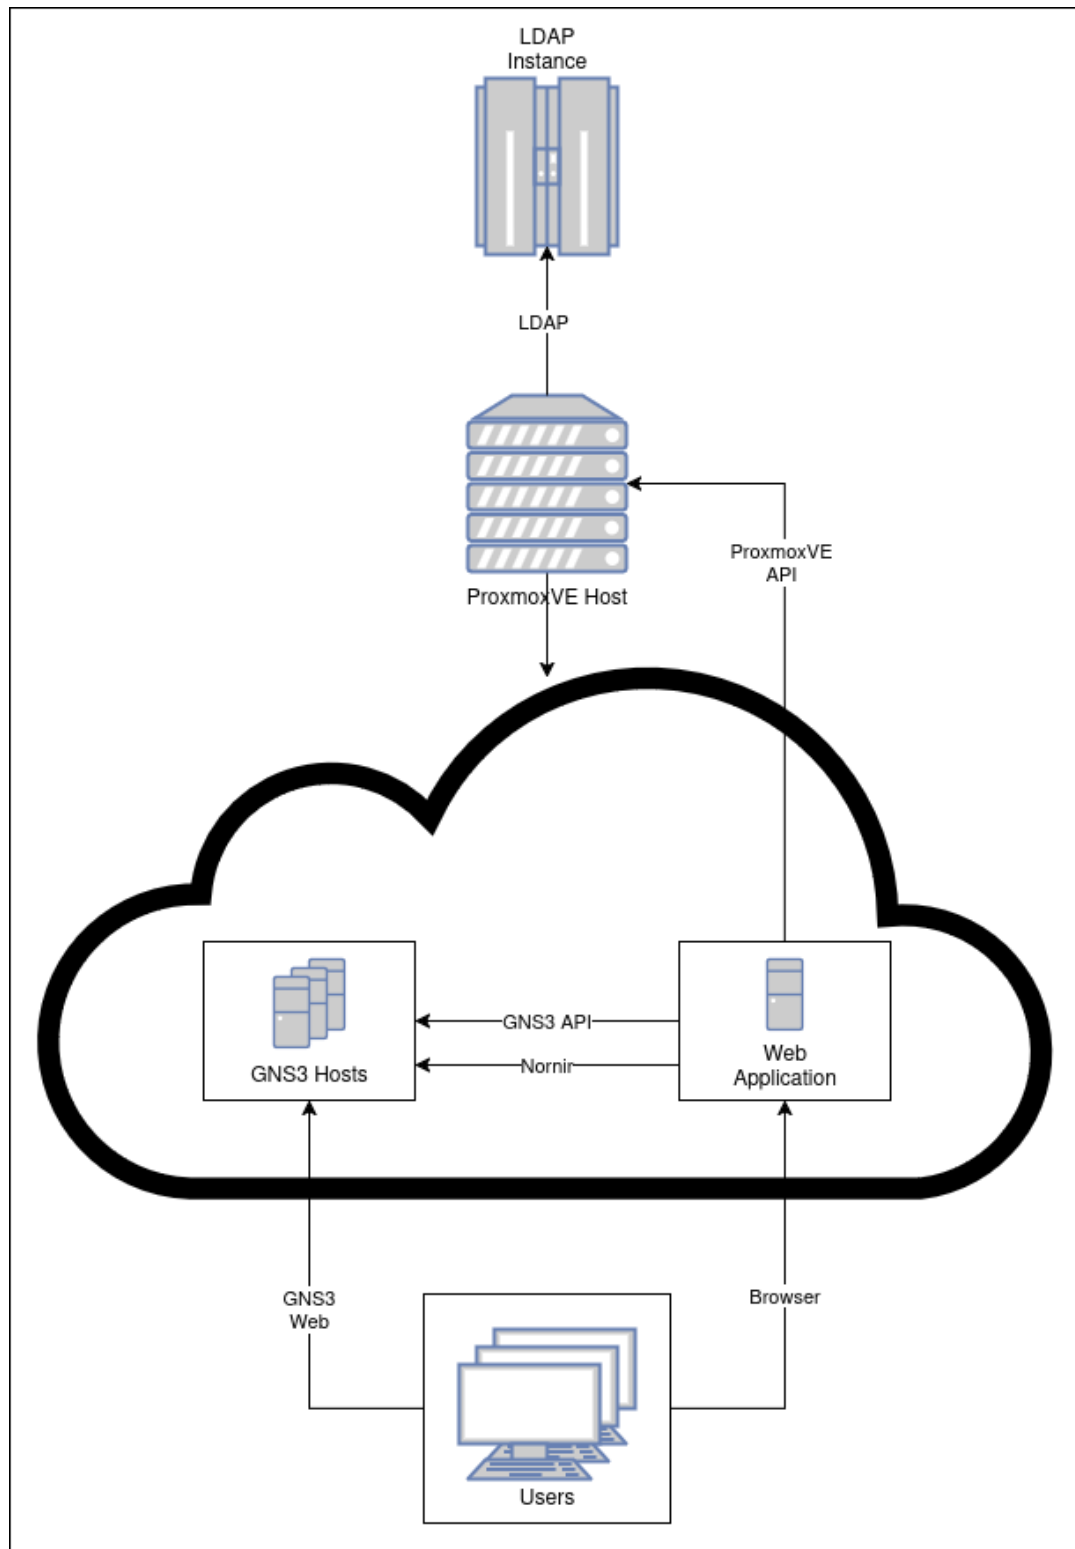 LDAP
Instance
LDAP
ProxmoxVE
API
ProxmoxVE Host
GNS3 API
Nornir
GNS3 Hosts
Web
Application
GNS3
Web
Browser
Users